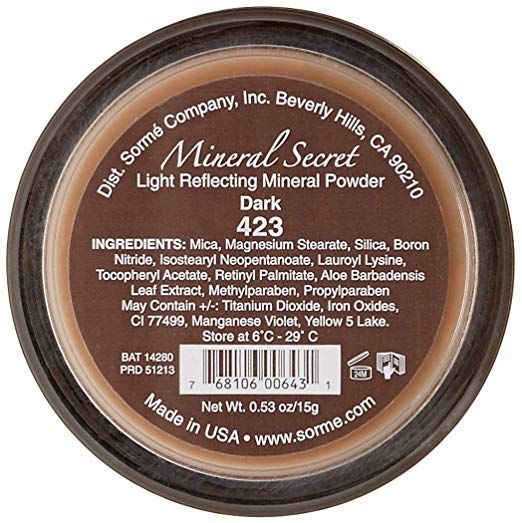 Dist. Sormé Company, Inc. Beverly Hills, CA 90210
Mineral Secret
Light Reflecting Mineral Powder
Dark
423
INGREDIENTS: Mica, Magnesium Stearate, Silica, Boron
Nitride, Isostearyl Neopentanoate, Lauroyl Lysine,
Tocopheryl Acetate, Retinyl Palmitate, Aloe Barbadensis
Leaf Extract, Methylparaben, Propylparaben
May Contain +/-: Titanium Dioxide, Iron Oxides,
CI 77499, Manganese Violet, Yellow 5 Lake.
Store at 6°C - 29° C
BAT 14280
PRD 51213
7 68106 00643 1
24M
Net Wt. 0.53 oz/15g
Made in USA • www.sorme.com